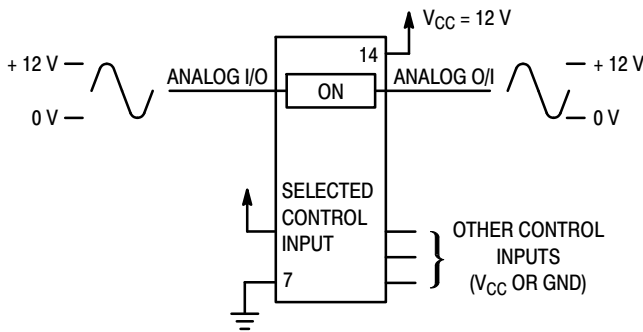 V_CC = 12 V
14
+ 12 V
0 V
ANALOG I/O
ON
ANALOG O/I
+ 12 V
0 V
SELECTED
CONTROL
INPUT
7
OTHER CONTROL
INPUTS
(V_CC OR GND)